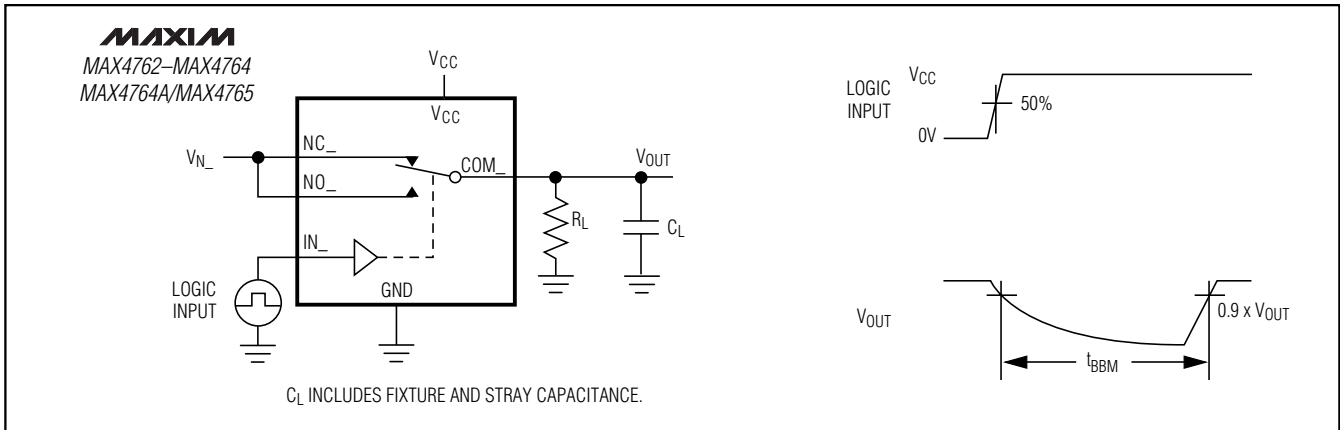 MAXIM
MAX4762–MAX4764
MAX4764A/MAX4765
VCC
VCC
VN_
NC_
NO_
COM_
VOUT
RL
CL
IN_
LOGIC
INPUT
GND
CL INCLUDES FIXTURE AND STRAY CAPACITANCE.
LOGIC
INPUT
VCC
50%
0V
VOUT
0.9 x VOUT
tBBM